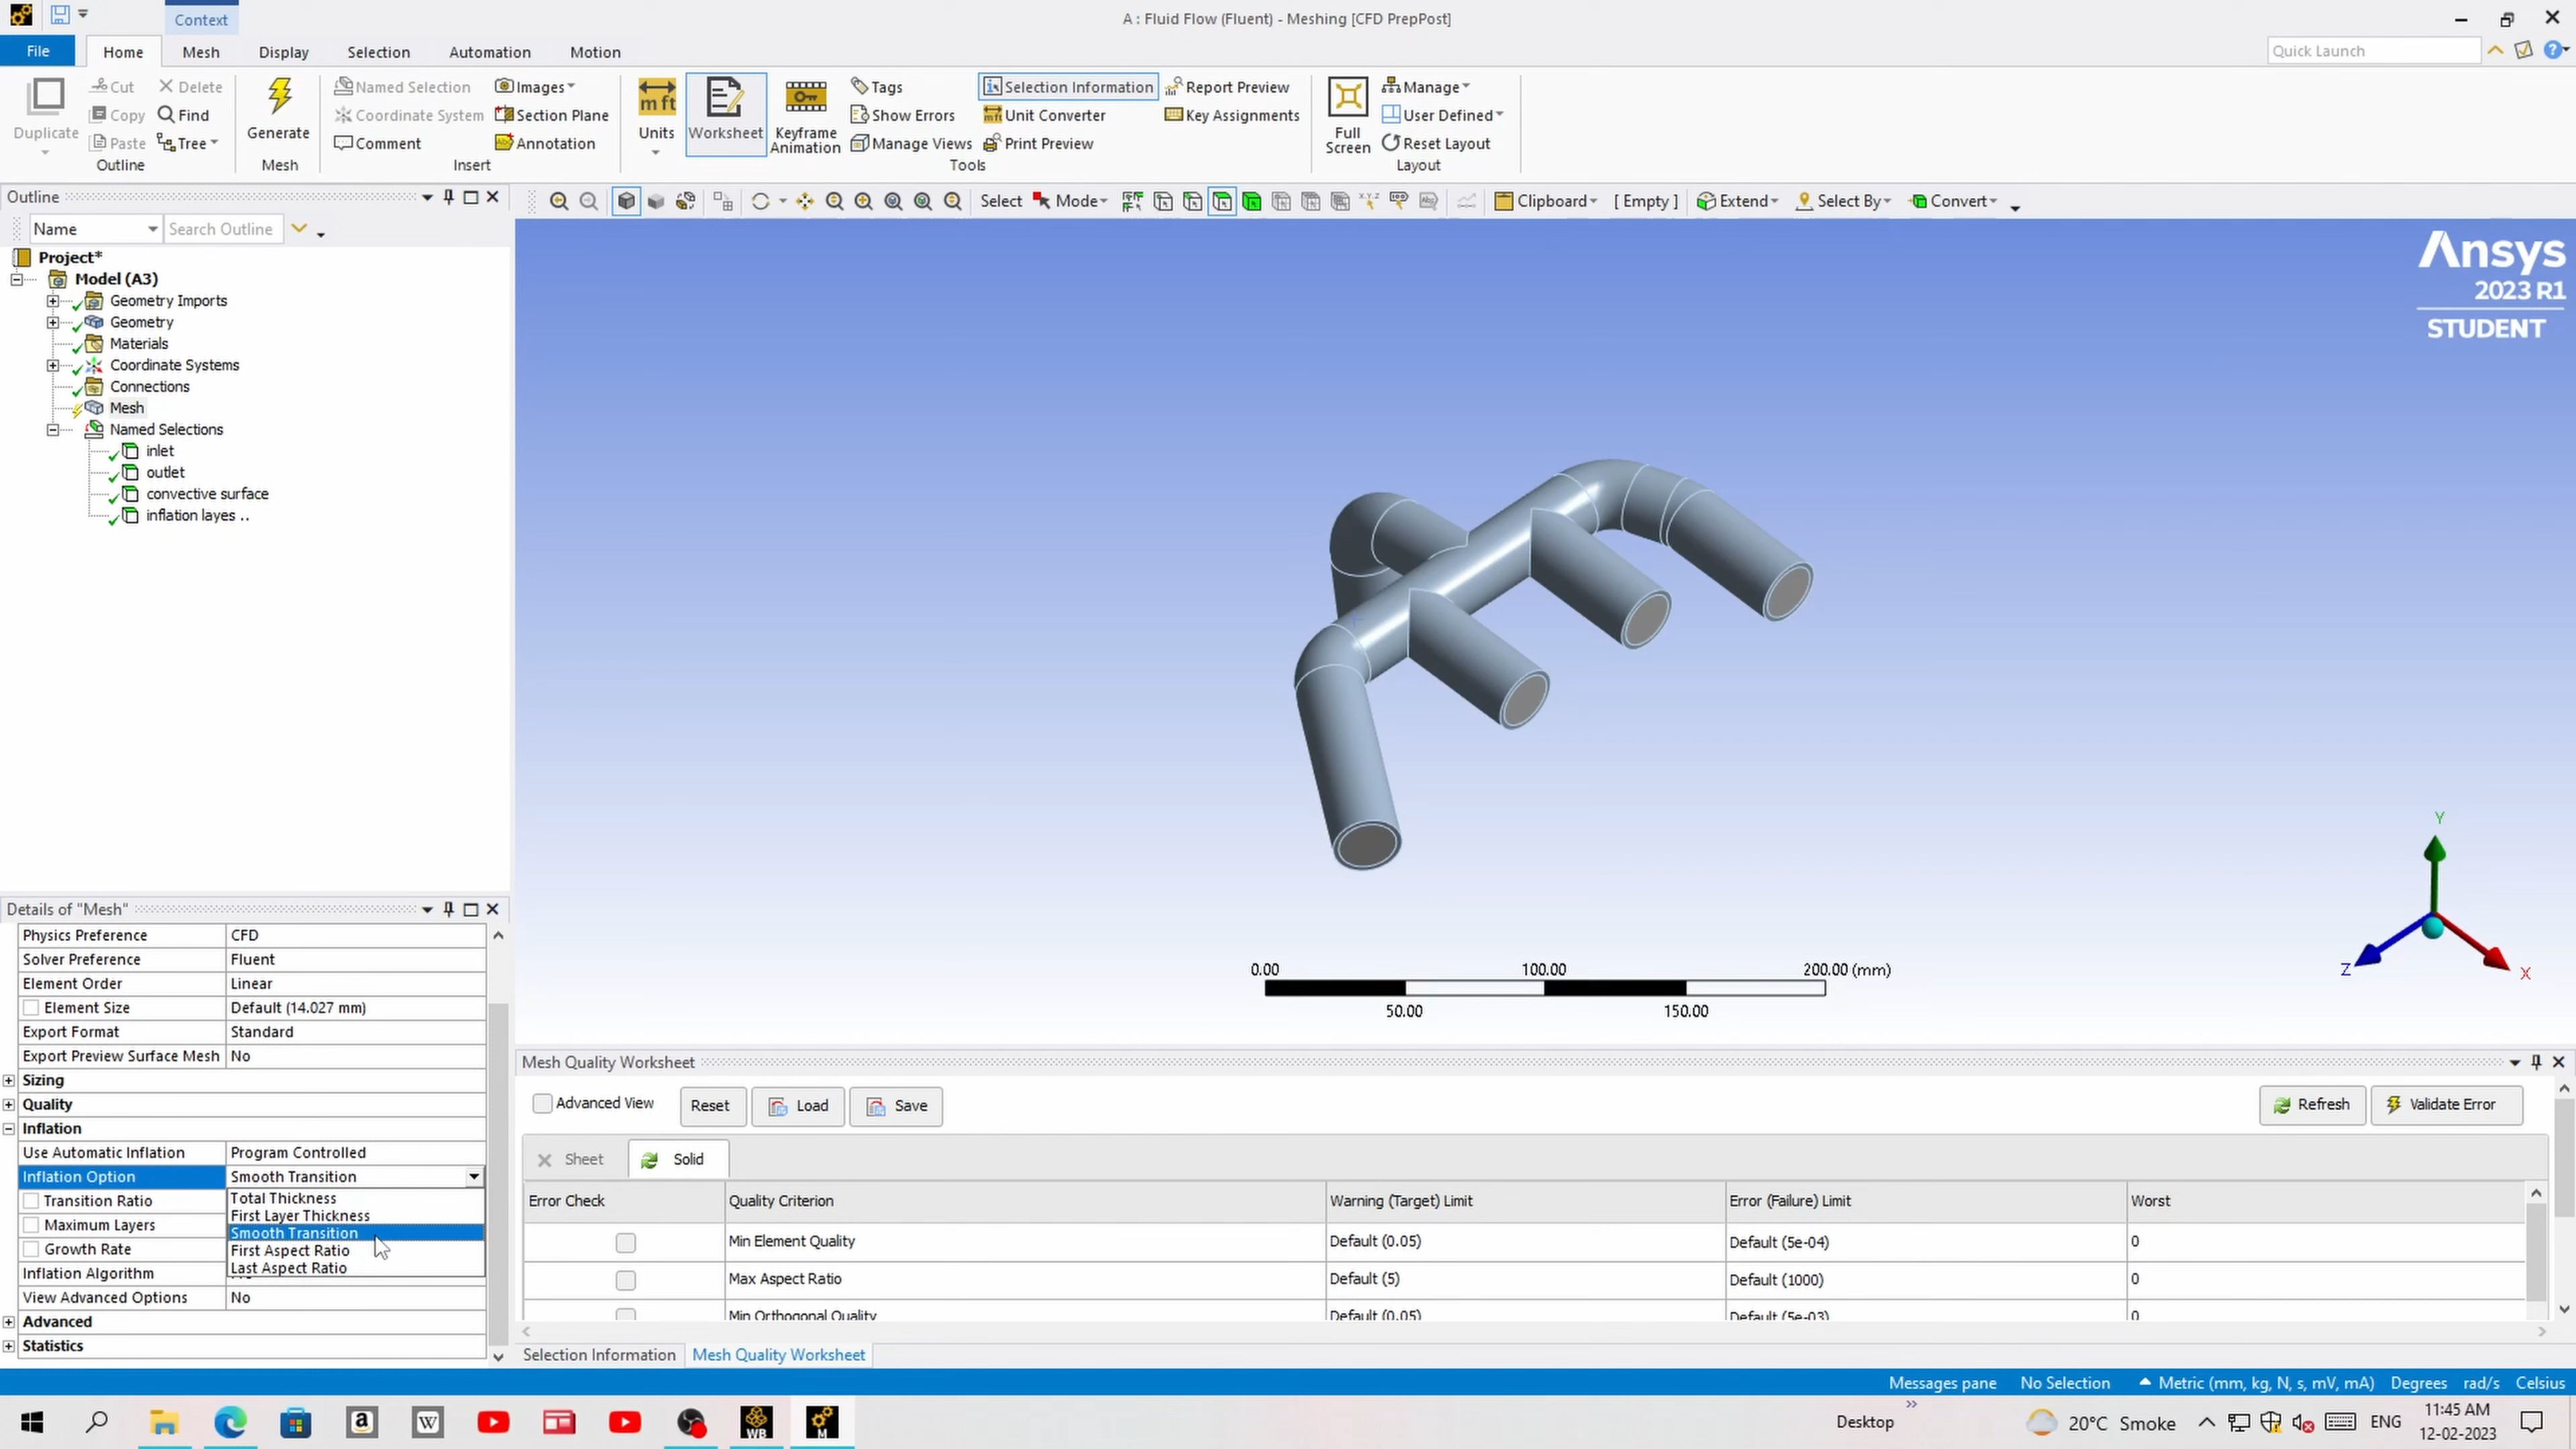 Context
A : Fluid Flow (Fluent) - Meshing [CFD PrepPost]
File Home Mesh Display Selection Automation Motion Quick Launch
Duplicate Cut Copy Paste Delete Find Tree Outline
Generate Mesh
Named Selection Coordinate System Comment Images Section Plane Annotation Insert
Units Worksheet Keyframe Animation Tags Show Errors Manage Views Selection Information Unit Converter Print Preview Report Preview Key Assignments Tools
Full Screen Manage User Defined Reset Layout Layout
Outline
Name Search Outline
Select Mode Clipboard [ Empty ] Extend Select By Convert
Project*
Model (A3)
Geometry Imports
Geometry
Materials
Coordinate Systems
Connections
Mesh
Named Selections
inlet
outlet
convective surface
inflation layes ..
Ansys
2023 R1
STUDENT
0.00 100.00 200.00 (mm)
50.00 150.00
Y
Z
X
Details of "Mesh"
Physics Preference CFD
Solver Preference Fluent
Element Order Linear
Element Size Default (14.027 mm)
Export Format Standard
Export Preview Surface Mesh No
Sizing
Quality
Inflation
Use Automatic Inflation Program Controlled
Inflation Option Smooth Transition
Transition Ratio
Maximum Layers
Growth Rate
Inflation Algorithm
Total Thickness
First Layer Thickness
Smooth Transition
First Aspect Ratio
Last Aspect Ratio
View Advanced Options No
Advanced
Statistics
Mesh Quality Worksheet
Advanced View Reset Load Save Refresh Validate Error
Sheet Solid
Error Check Quality Criterion Warning (Target) Limit Error (Failure) Limit Worst
Min Element Quality Default (0.05) Default (5e-04) 0
Max Aspect Ratio Default (5) Default (1000) 0
Min Orthogonal Quality Default (0.05) Default (5e-03) 0
Selection Information Mesh Quality Worksheet
Messages pane No Selection Metric (mm, kg, N, s, mV, mA) Degrees rad/s Celsius
a W WB M
Desktop 20°C Smoke ENG 11:45 AM
12-02-2023